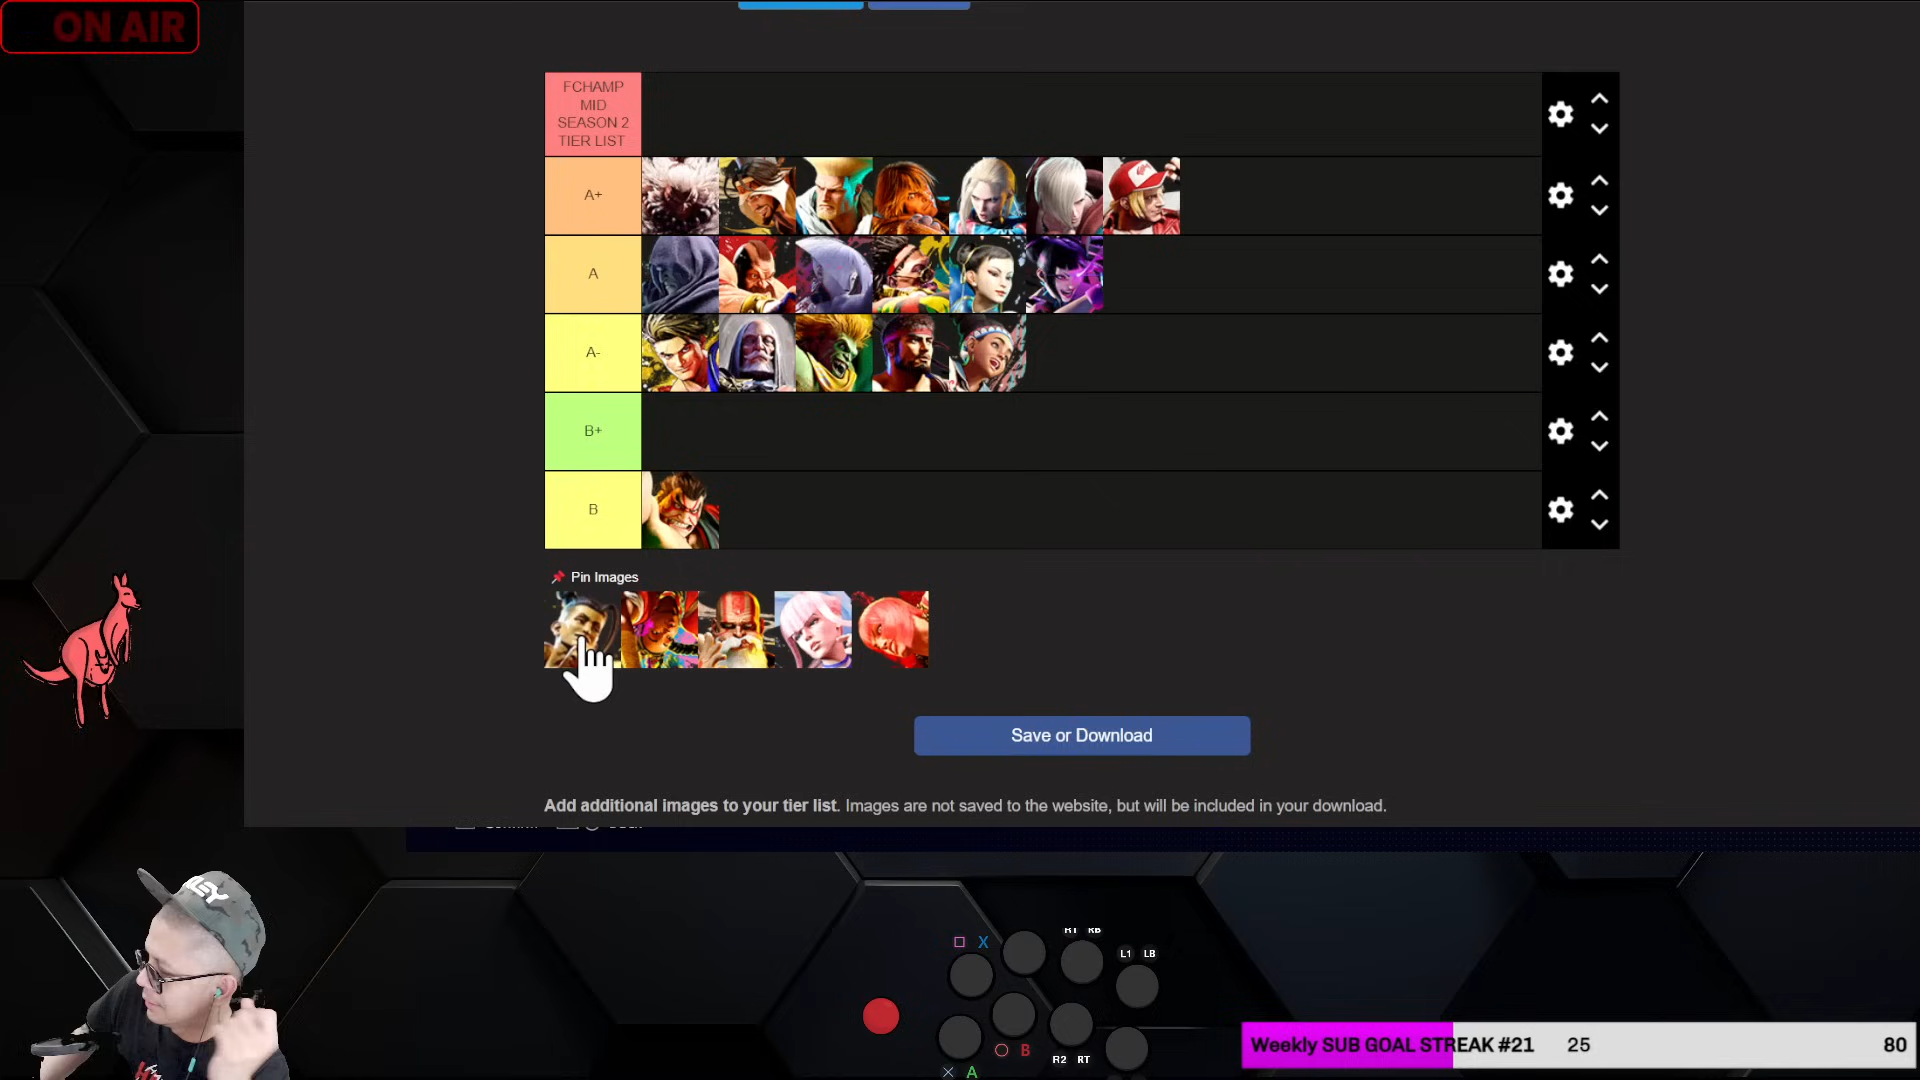 ON AIR
FCHAMP
MID
SEASON 2
TIER LIST
A+
A
A-
B+
B
Pin Images
Save or Download
Add additional images to your tier list. Images are not saved to the website, but will be included in your download.
R1 RB
X
L1 LB
B
R2 RT
A
Weekly SUB GOAL STREAK #21 25 80